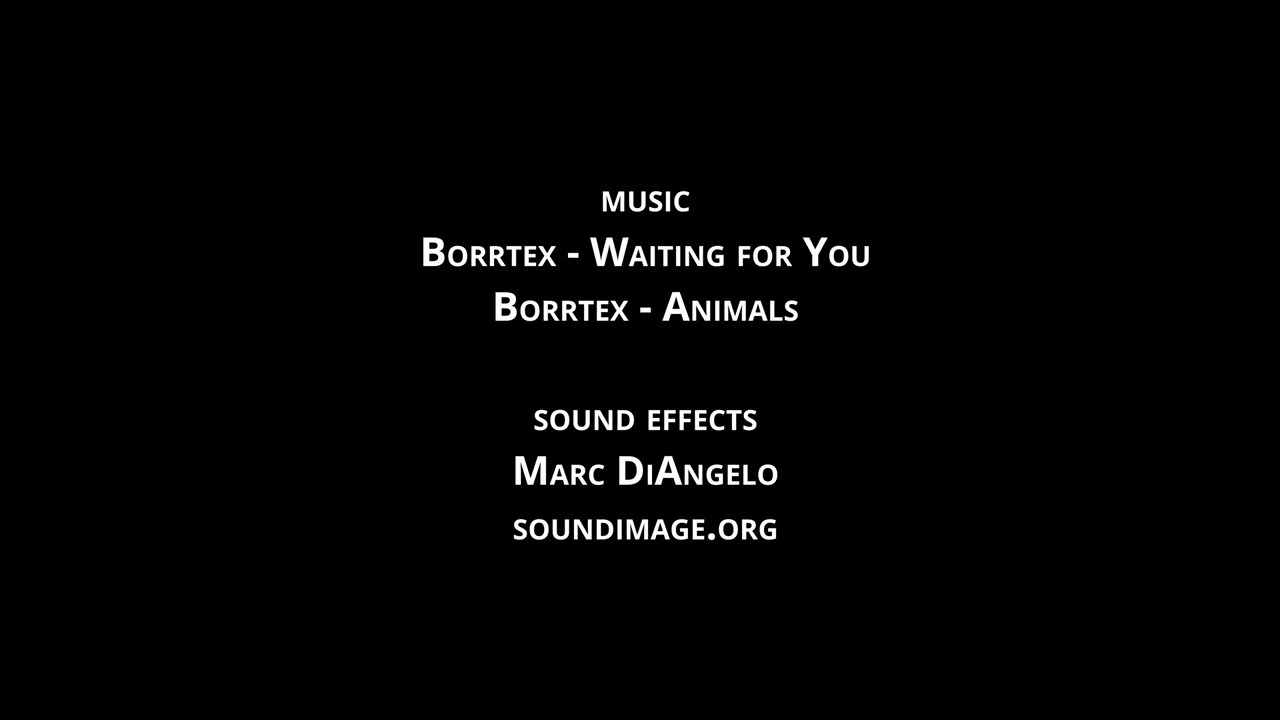 music
Borrtex - Waiting for You
Borrtex - Animals
sound effects
Marc DiAngelo
soundimage.org